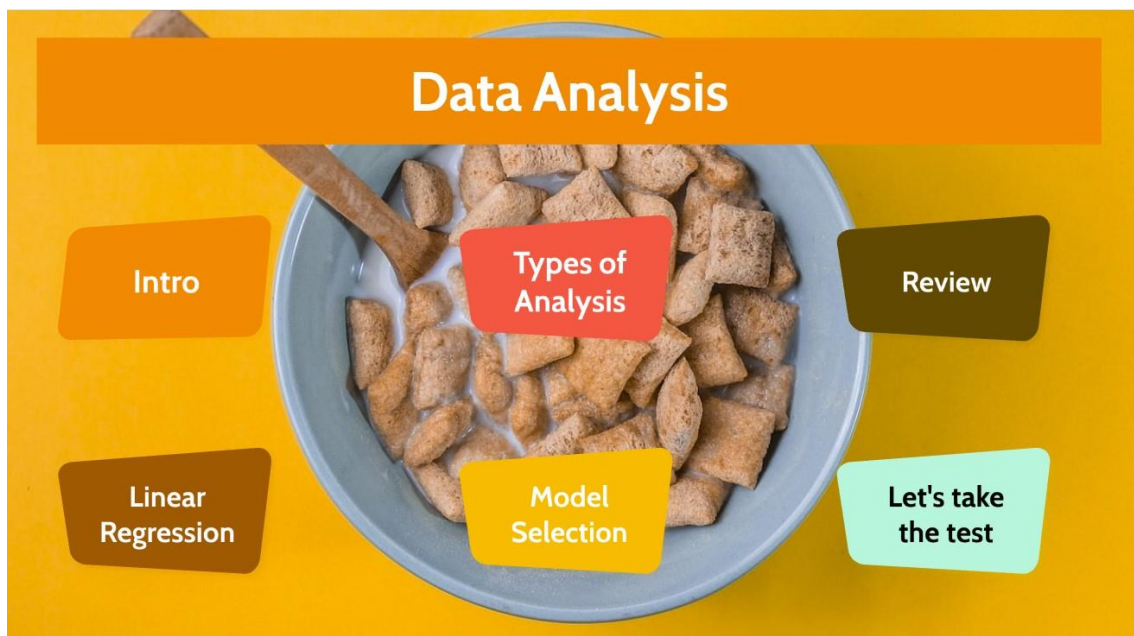 Data Analysis
Intro
Types of
Analysis
Review
Linear
Regression
Model
Selection
Let's take
the test